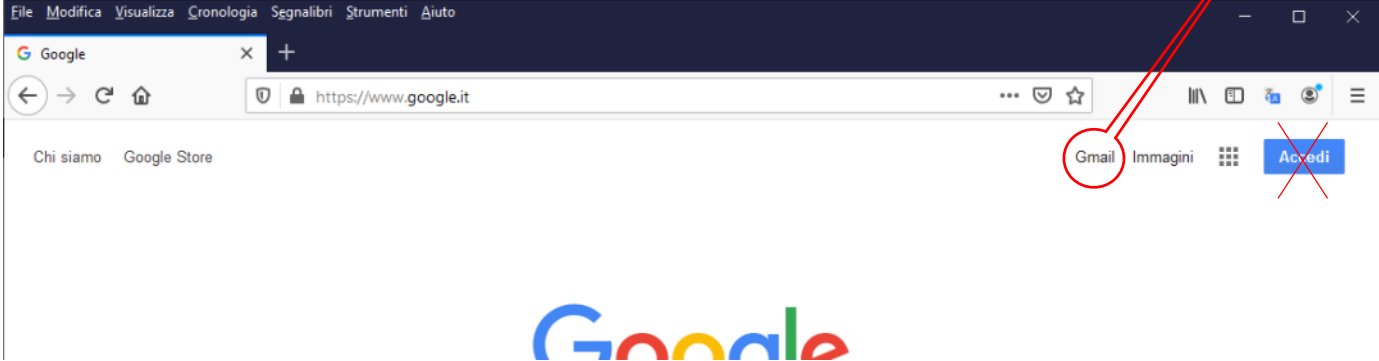 File Modifica Visualizza Cronologia Segnalibri Strumenti Aiuto
Google
https://www.google.it
Chi siamo Google Store Gmail Immagini Accedi
Google